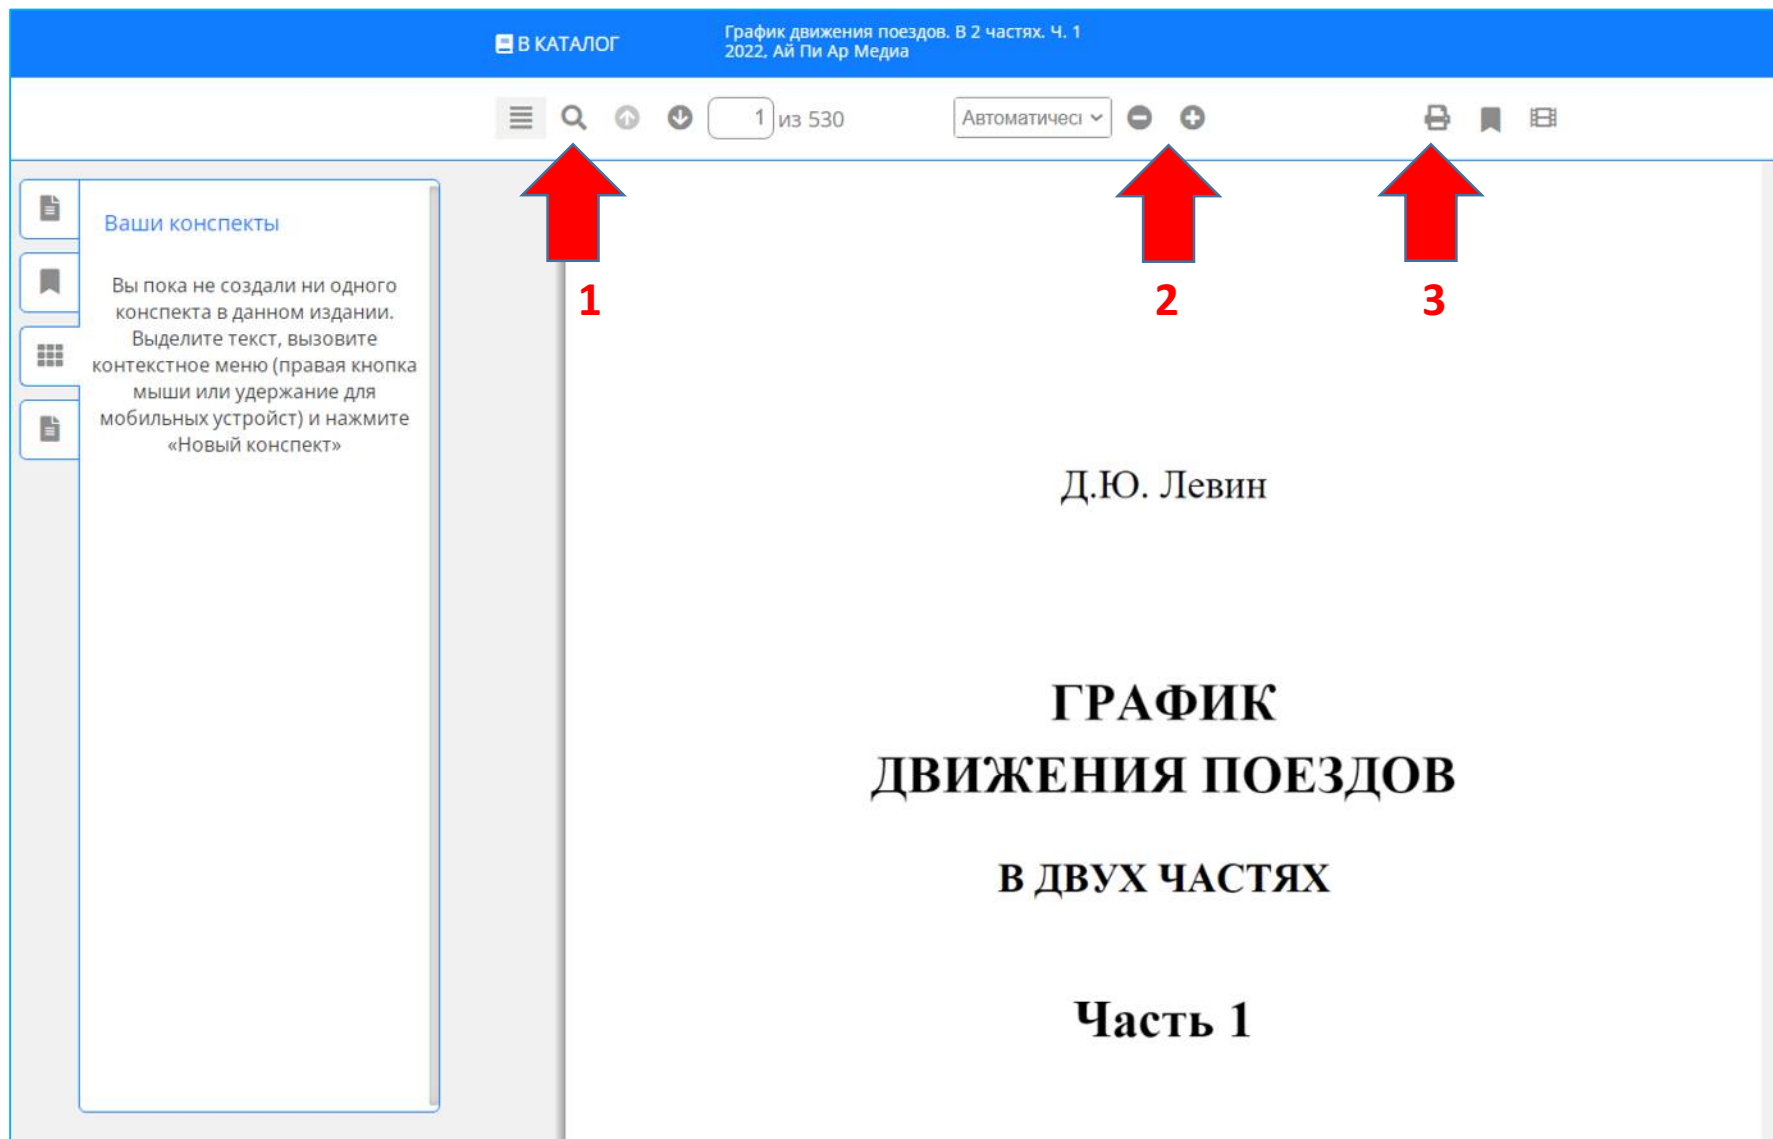 В КАТАЛОГ
График движения поездов. В 2 частях. Ч. 1
2022, Ай Пи Ар Медиа
1 из 530
Автоматичесі
Ваши конспекты
Вы пока не создали ни одного
конспекта в данном издании.
Выделите текст, вызовите
контекстное меню (правая кнопка
мыши или удержание для
мобильных устройст) и нажмите
«Новый конспект»
1
2
3
Д.Ю. Левин
ГРАФИК
ДВИЖЕНИЯ ПОЕЗДОВ
В ДВУХ ЧАСТЯХ
Часть 1